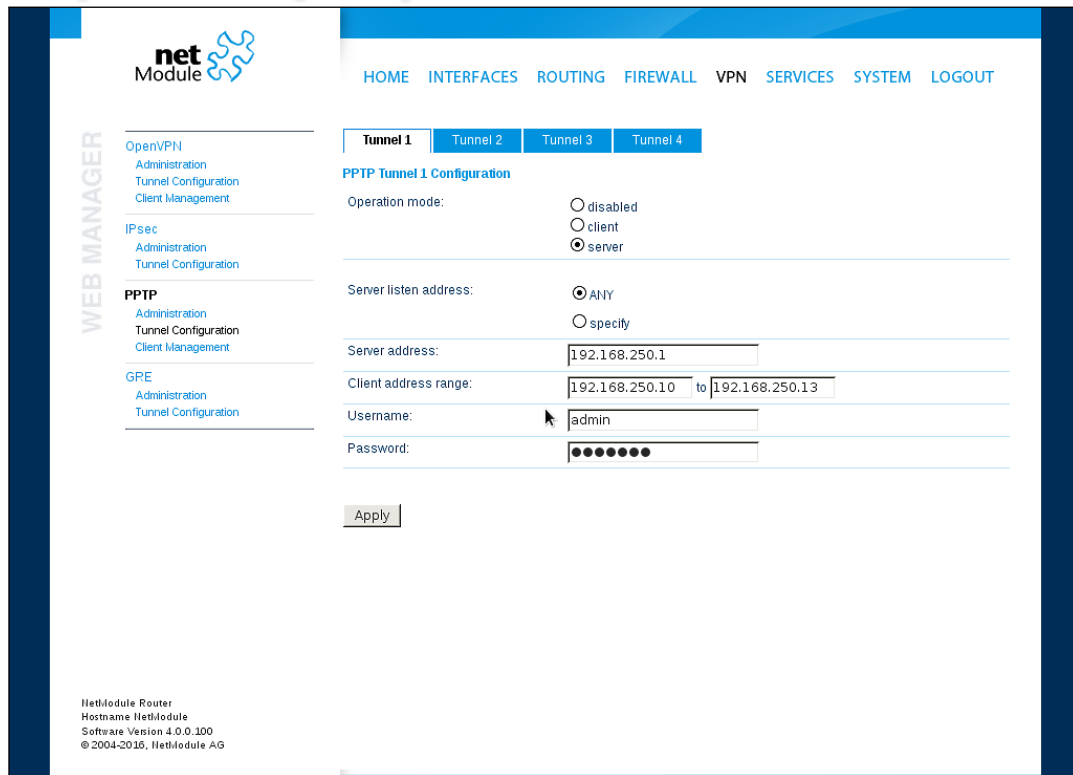 net
Module
HOME INTERFACES ROUTING FIREWALL VPN SERVICES SYSTEM LOGOUT
WEB MANAGER
OpenVPN
Administration
Tunnel Configuration
Client Management
IPsec
Administration
Tunnel Configuration
PPTP
Administration
Tunnel Configuration
Client Management
GRE
Administration
Tunnel Configuration
Tunnel 1 Tunnel 2 Tunnel 3 Tunnel 4
PPTP Tunnel 1 Configuration
Operation mode:
disabled
client
server
Server listen address:
ANY
specify
Server address: 192.168.250.1
Client address range: 192.168.250.10 to 192.168.250.13
Username: admin
Password: ●●●●●●●
Apply
NetModule Router
Hostname NetModule
Software Version 4.0.0.100
© 2004-2016, NetModule AG